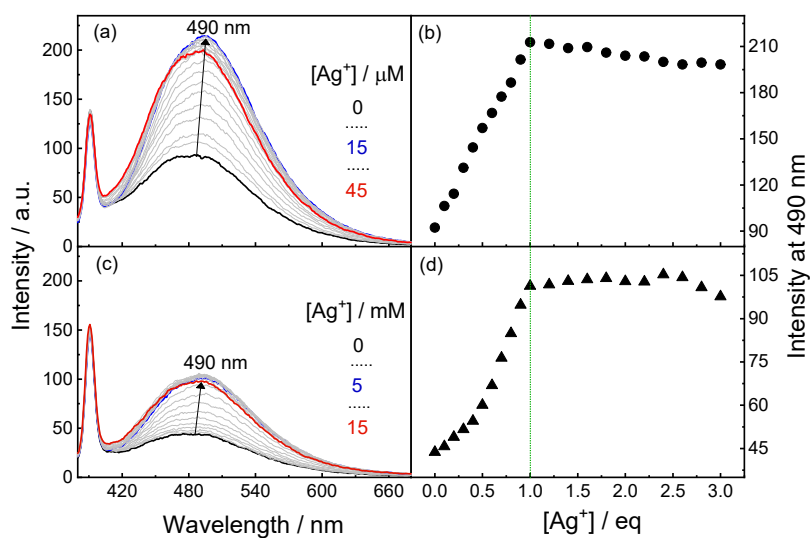 (a)
490 nm
[Ag⁺] / μM
0
.....
15
.....
45
200
150
100
50
0
(b)
210
180
150
120
90
(c)
490 nm
[Ag⁺] / mM
0
.....
5
.....
15
200
150
100
50
0
420 480 540 600 660
(d)
105
90
75
60
45
0.0 0.5 1.0 1.5 2.0 2.5 3.0
Intensity / a.u.
Intensity at 490 nm
Wavelength / nm
[Ag⁺] / eq